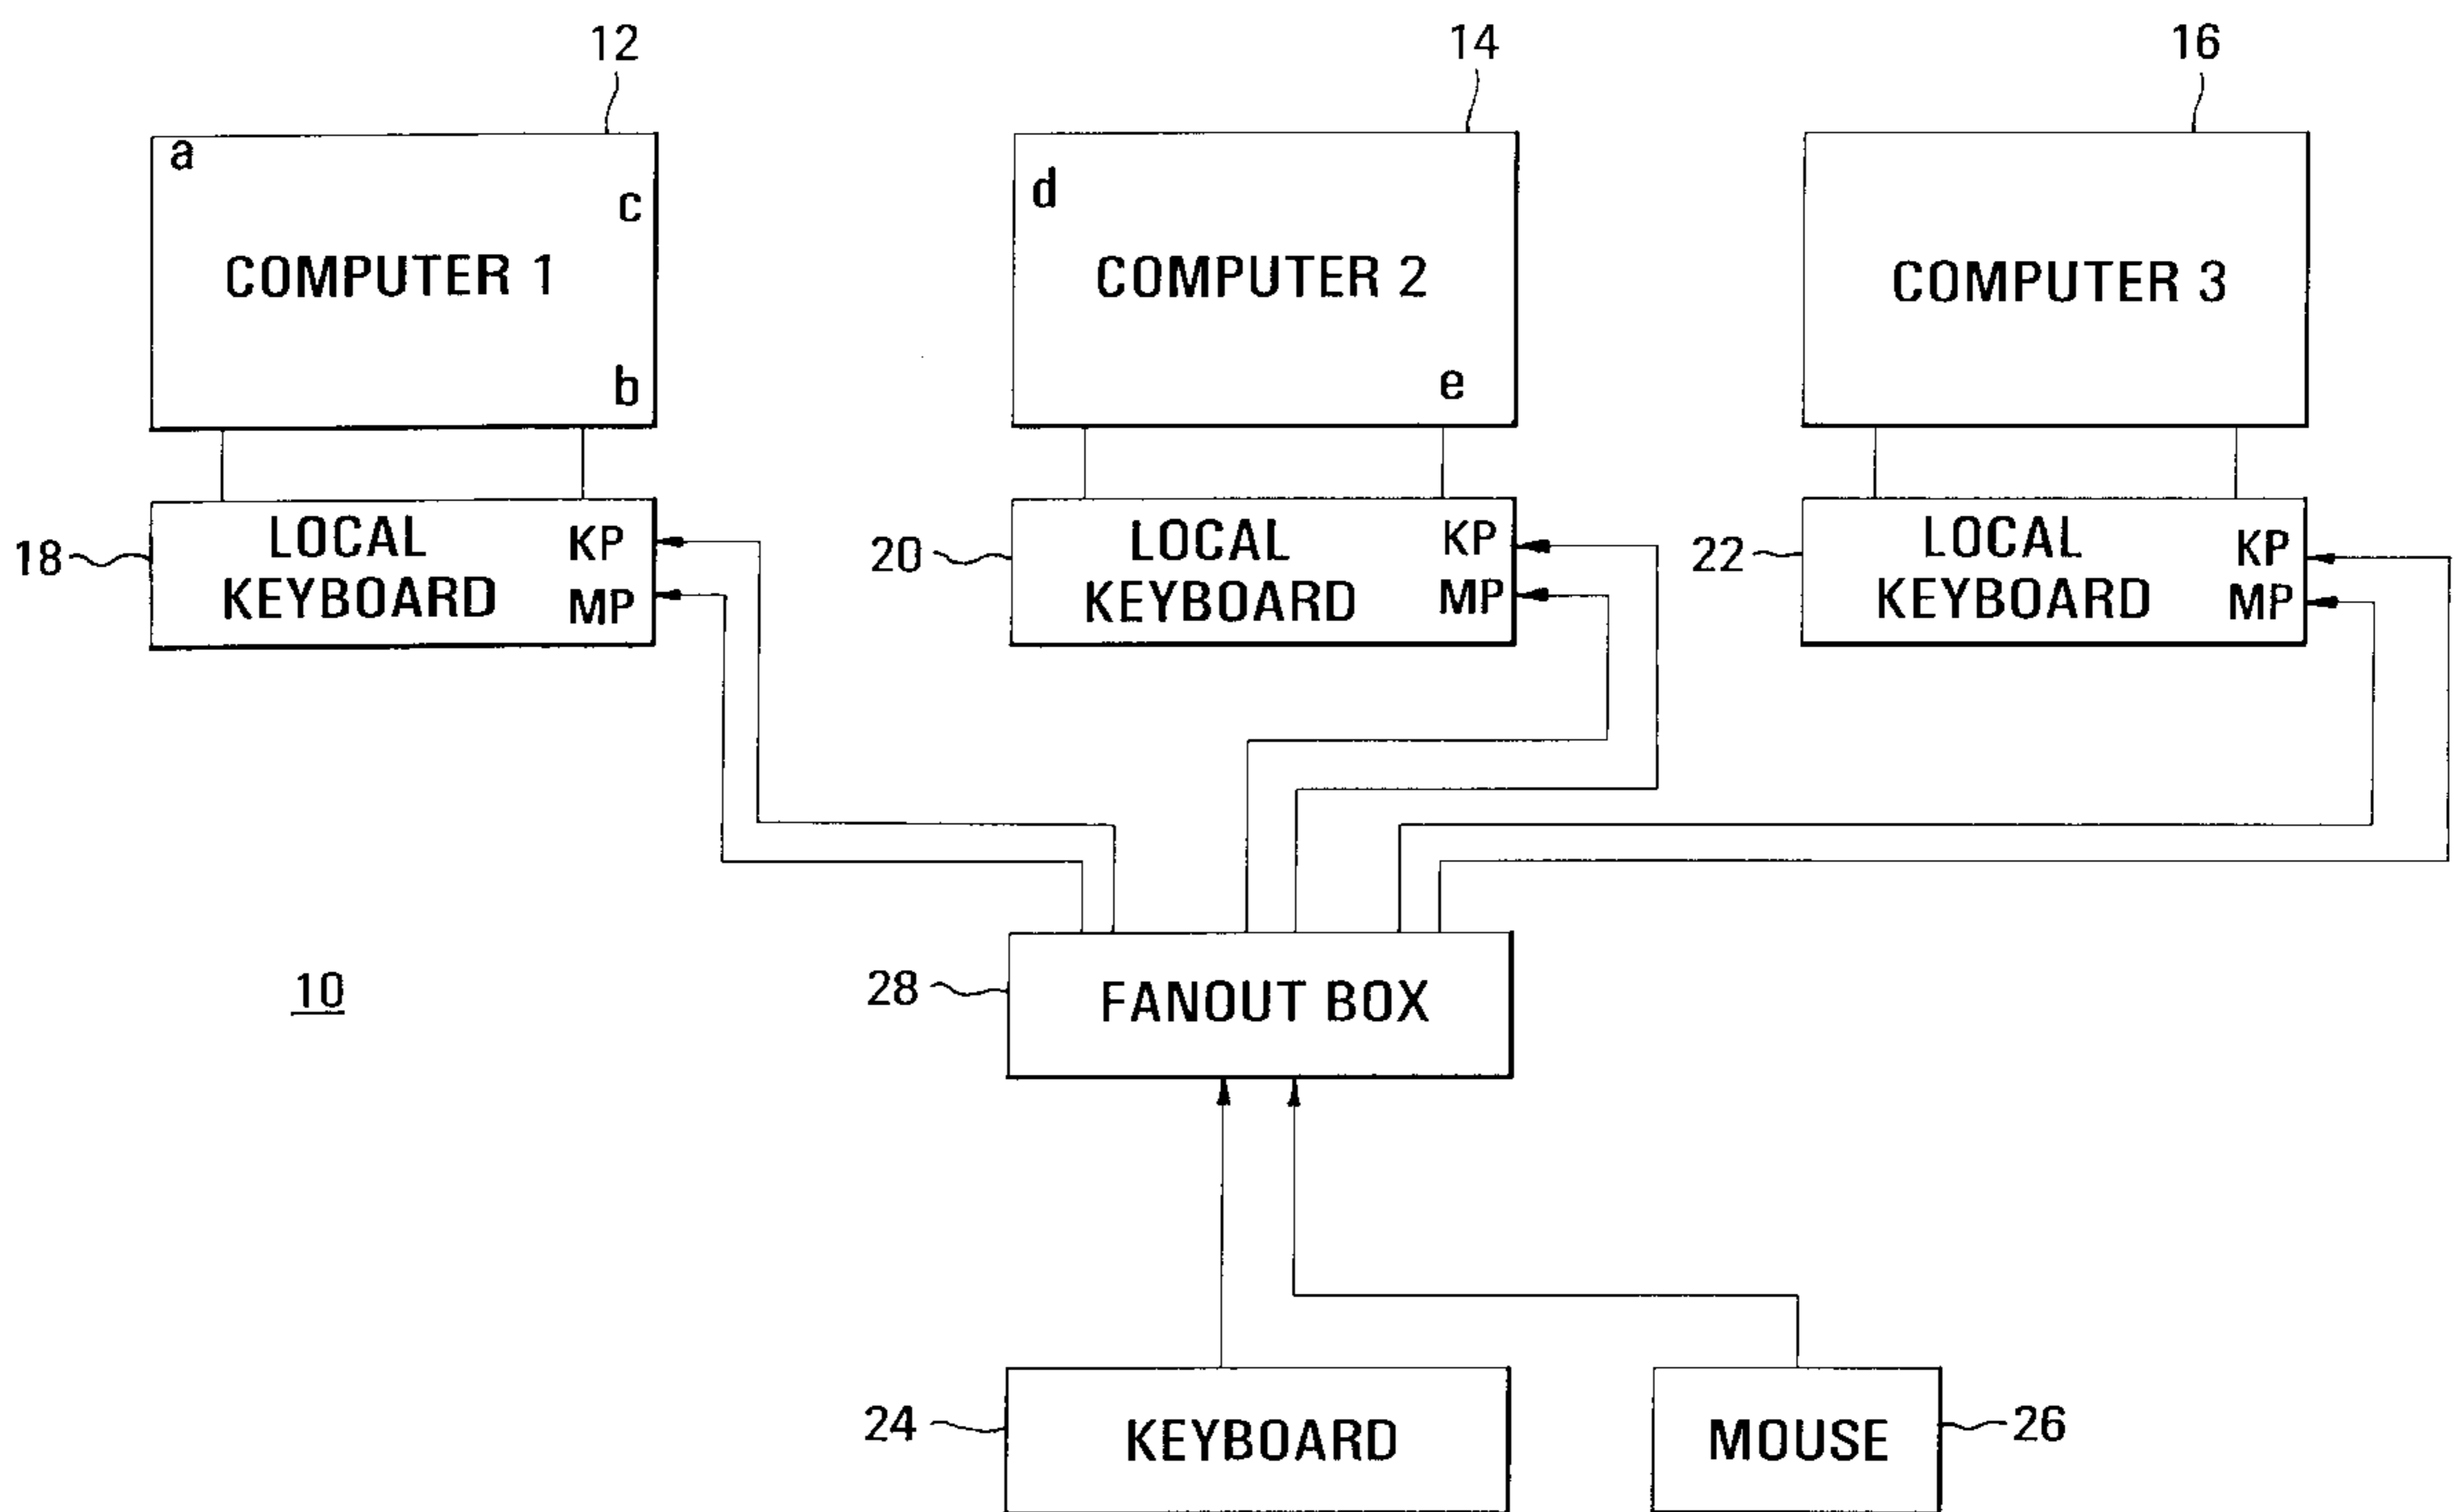 12
14
16
a
c
COMPUTER 1
b
d
COMPUTER 2
e
COMPUTER 3
18
LOCAL
KEYBOARD
KP
MP
20
LOCAL
KEYBOARD
KP
MP
22
LOCAL
KEYBOARD
KP
MP
10
28
FANOUT BOX
24
KEYBOARD
MOUSE
26